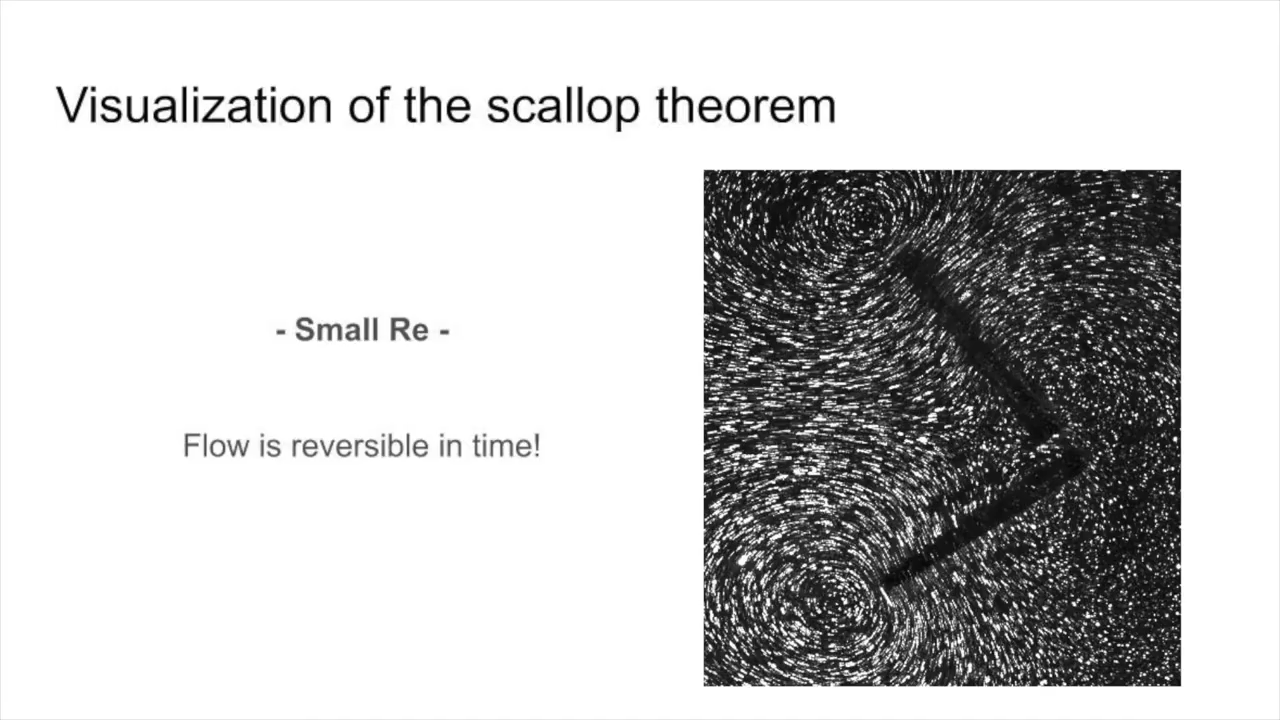 Visualization of the scallop theorem
- Small Re -
Flow is reversible in time!